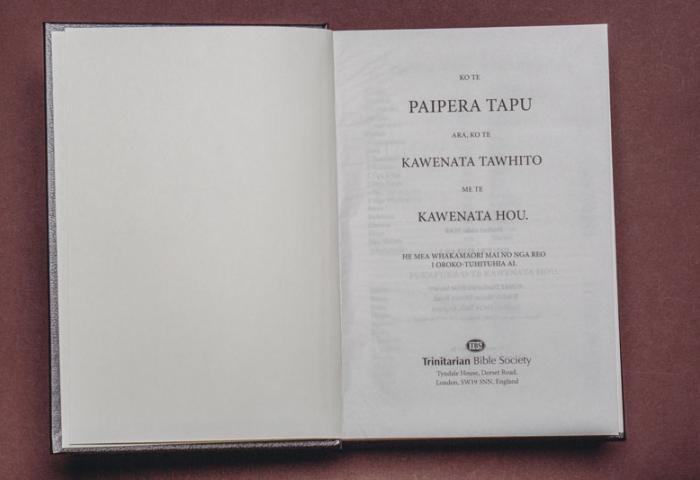 KO TE
PAIPERA TAPU
ARA, KO TE
KAWENATA TAWHITO
ME TE
KAWENATA HOU.
HE MEA WHAKAMAORI MAI NO NGA REO
I OROKO-TUHITUHIA AI.
TBS
Trinitarian Bible Society
Tyndale House, Dorset Road,
London, SW19 3NN, England